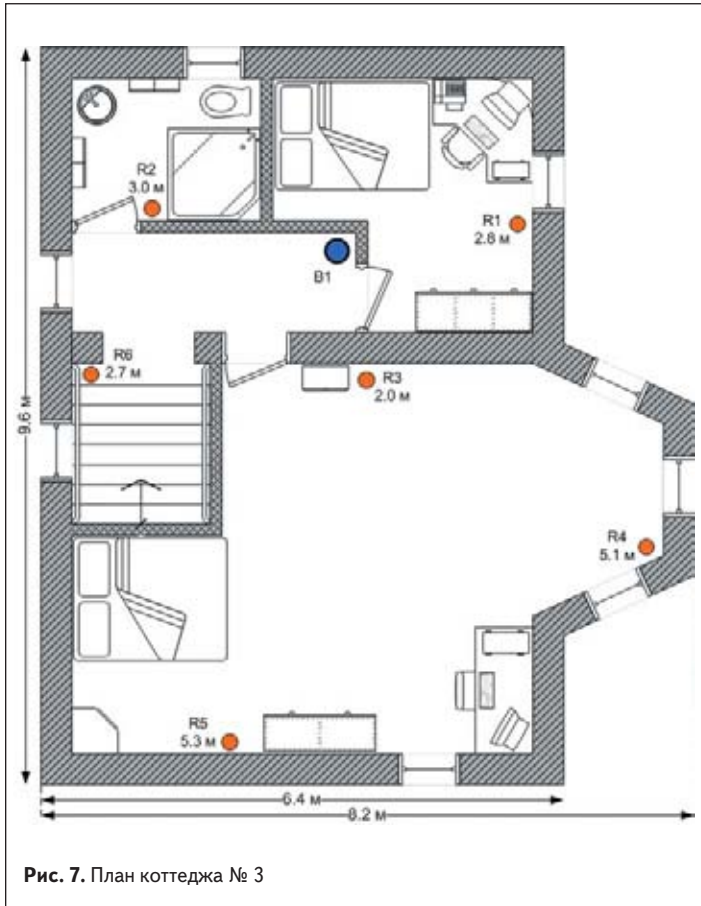 R2
3.0 м
R1
2.8 м
B1
R6
2.7 м
R3
2.0 м
9.6 м
R4
5.1 м
R5
5.3 м
6.4 м
8.2 м
Рис. 7. План коттеджа № 3